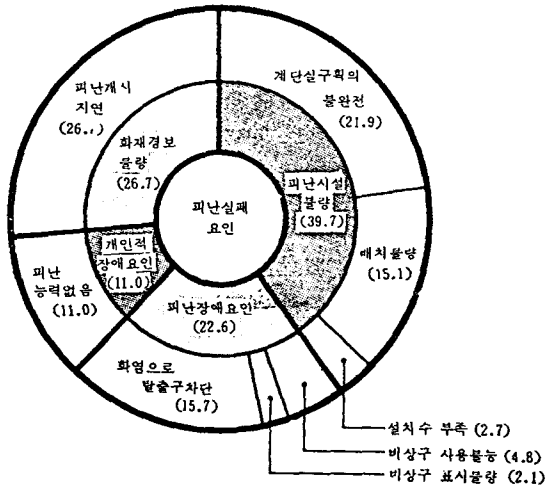 계단실구획의
불완전
(21.9)
피난개시
지연
화재경보
불량
(26.7)
피난실패
요인
피난시설
불량
(39.7)
배치불량
(15.1)
개인적
장애요인
(11.0)
피난
능력없음
(11.0)
피난장애요인
(22.6)
화염으로
탈출구차단
(15.7)
설치수 부족 (2.7)
비상구 사용불능 (4.8)
비상구 표시불량 (2.1)